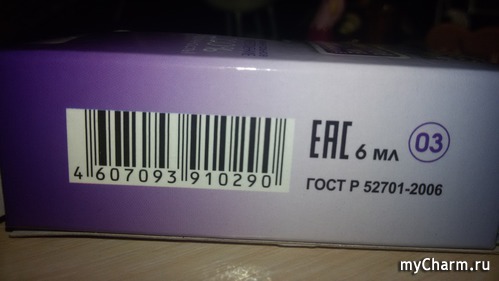 EAC 6 мл 03
4 607093 910290
ГОСТ Р 52701-2006
myCharm.ru